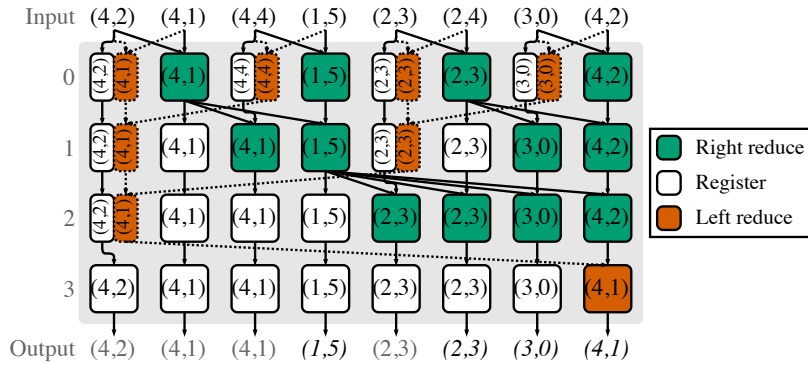 Input (4,2) (4,1) (4,4) (1,5) (2,3) (2,4) (3,0) (4,2)
0 (4,2) (4,1) (4,1) (4,4) (4,4) (1,5) (2,3) (2,3) (2,3) (3,0) (3,0) (4,2)
1 (4,2) (4,1) (4,1) (4,1) (1,5) (2,3) (2,3) (2,3) (3,0) (4,2)
2 (4,2) (4,1) (4,1) (4,1) (1,5) (2,3) (2,3) (3,0) (4,2)
3 (4,2) (4,1) (4,1) (1,5) (2,3) (2,3) (3,0) (4,1)
Output (4,2) (4,1) (4,1) (1,5) (2,3) (2,3) (3,0) (4,1)
Right reduce
Register
Left reduce